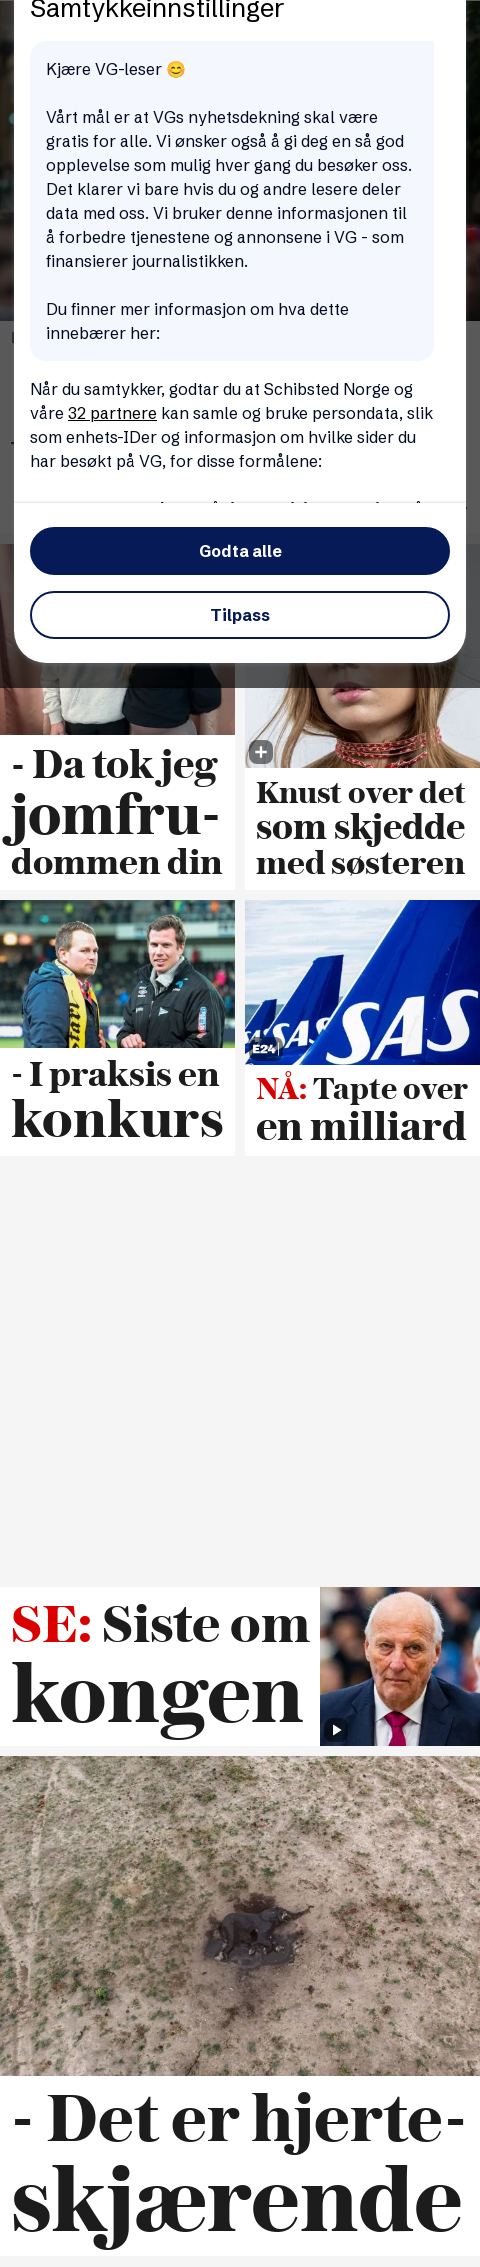 Samtykkeinnstillinger
Kjære VG-leser 😊
Vårt mål er at VGs nyhetsdekning skal være
gratis for alle. Vi ønsker også å gi deg en så god
opplevelse som mulig hver gang du besøker oss.
Det klarer vi bare hvis du og andre lesere deler
data med oss. Vi bruker denne informasjonen til
å forbedre tjenestene og annonsene i VG - som
finansierer journalistikken.
Du finner mer informasjon om hva dette
innebærer her:
Når du samtykker, godtar du at Schibsted Norge og
våre 32 partnere kan samle og bruke persondata, slik
som enhets-IDer og informasjon om hvilke sider du
har besøkt på VG, for disse formålene:
Godta alle
Tilpass
- Da tok jeg
jomfru-
dommen din
Knust over det
som skjedde
med søsteren
- I praksis en
konkurs
SAS
SAS
SAS
E24
NÅ: Tapte over
en milliard
SE: Siste om
kongen
- Det er hjerte-
skjærende